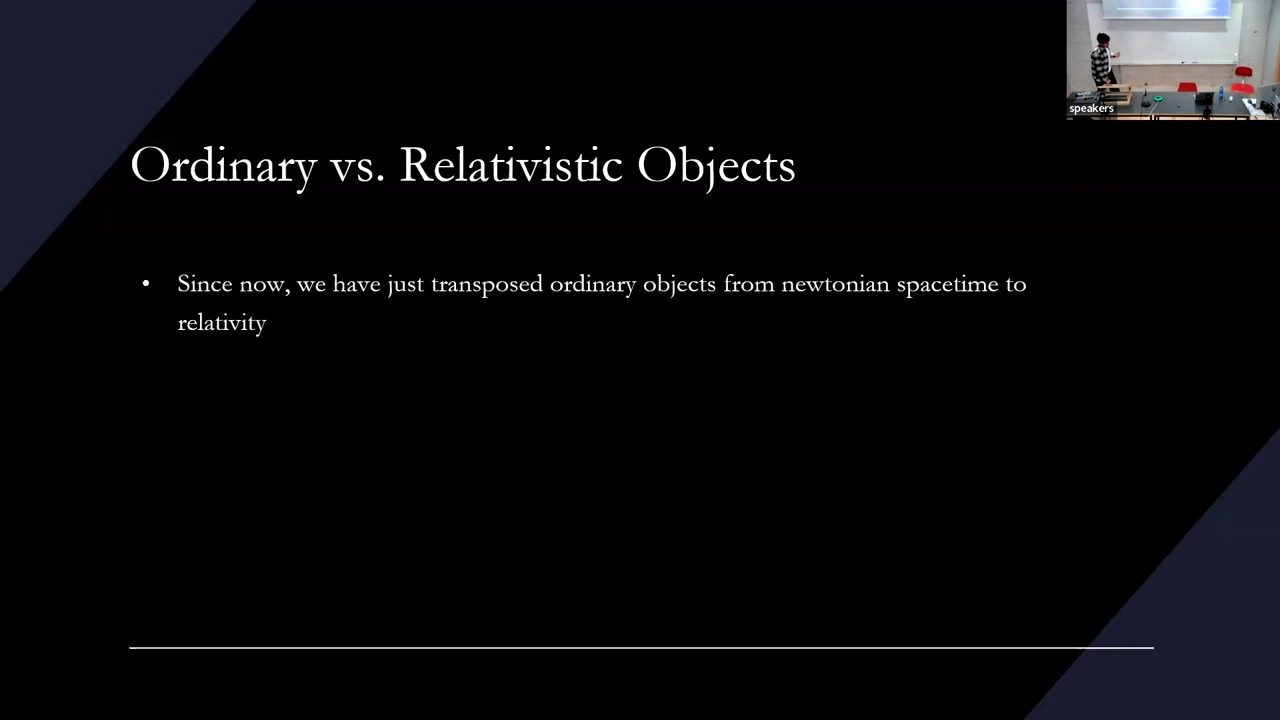 speakers
Ordinary vs. Relativistic Objects
• Since now, we have just transposed ordinary objects from newtonian spacetime to
relativity